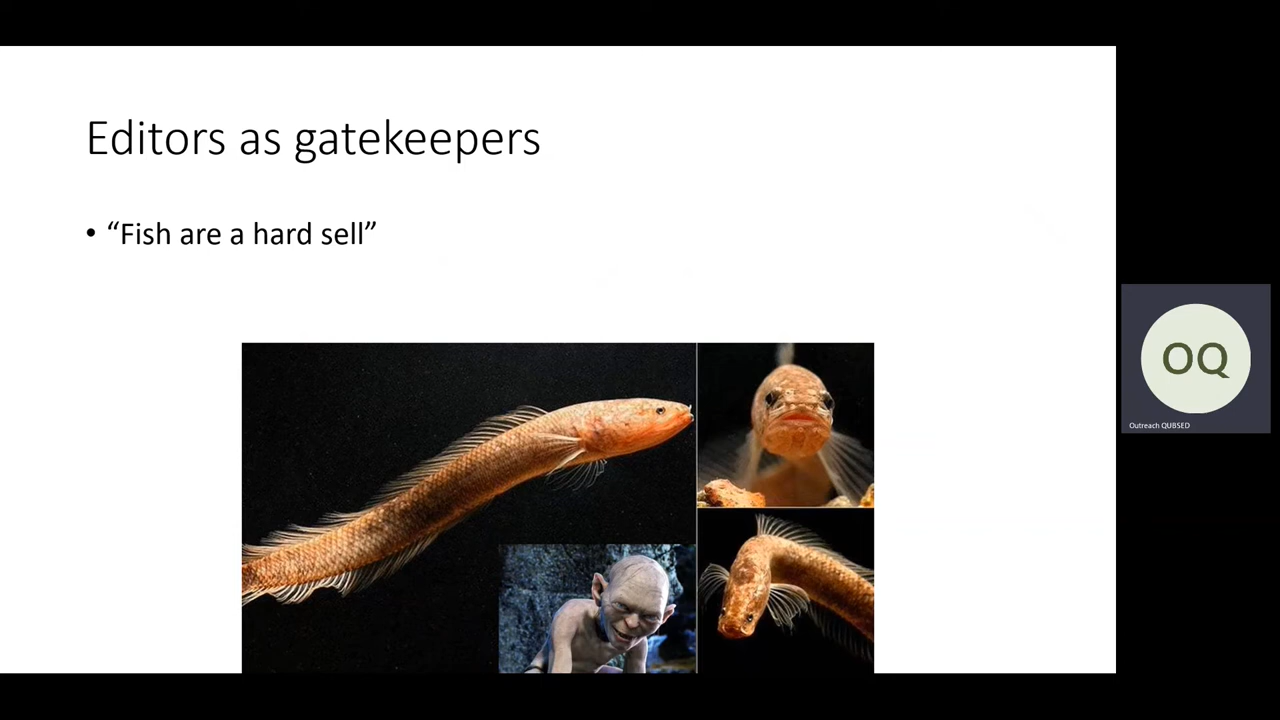 Editors as gatekeepers
• “Fish are a hard sell”
OQ
Outreach QUBSED